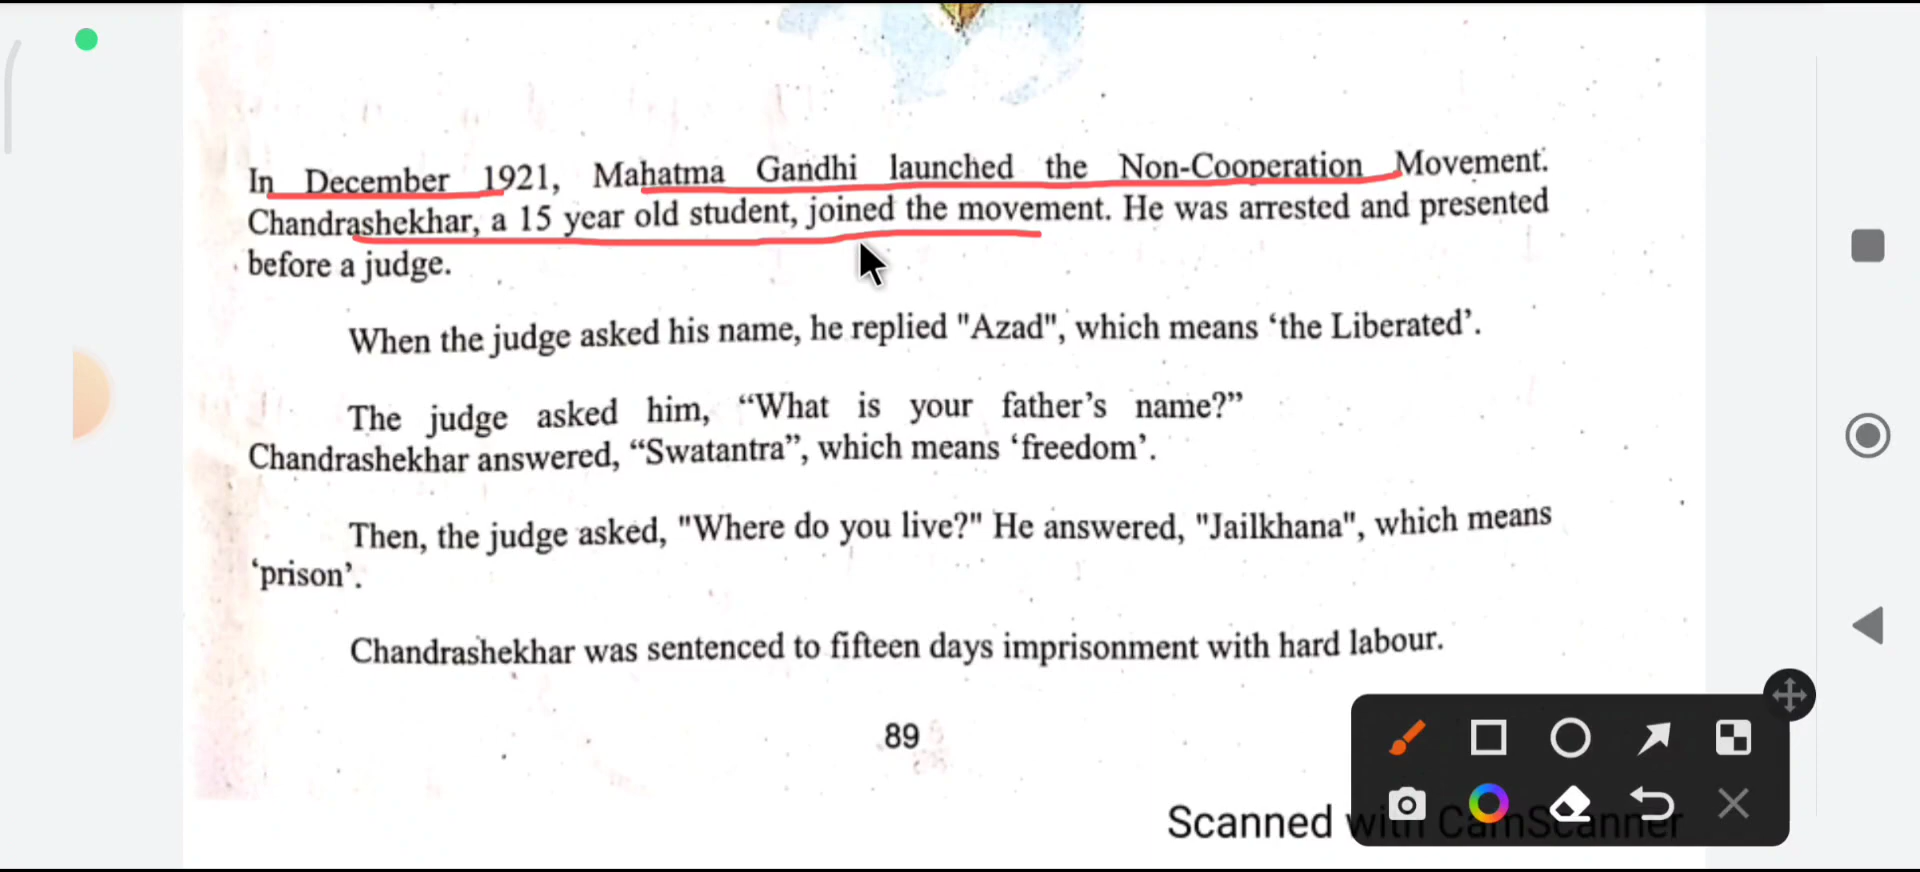 In December 1921, Mahatma Gandhi launched the Non-Cooperation Movement.
Chandrashekhar, a 15 year old student, joined the movement. He was arrested and presented
before a judge.
When the judge asked his name, he replied "Azad", which means ‘the Liberated’.
The judge asked him, “What is your father’s name?”
Chandrashekhar answered, “Swatantra”, which means ‘freedom’.
Then, the judge asked, "Where do you live?" He answered, "Jailkhana", which means
‘prison’.
Chandrashekhar was sentenced to fifteen days imprisonment with hard labour.
89
Scanned with CamScanner